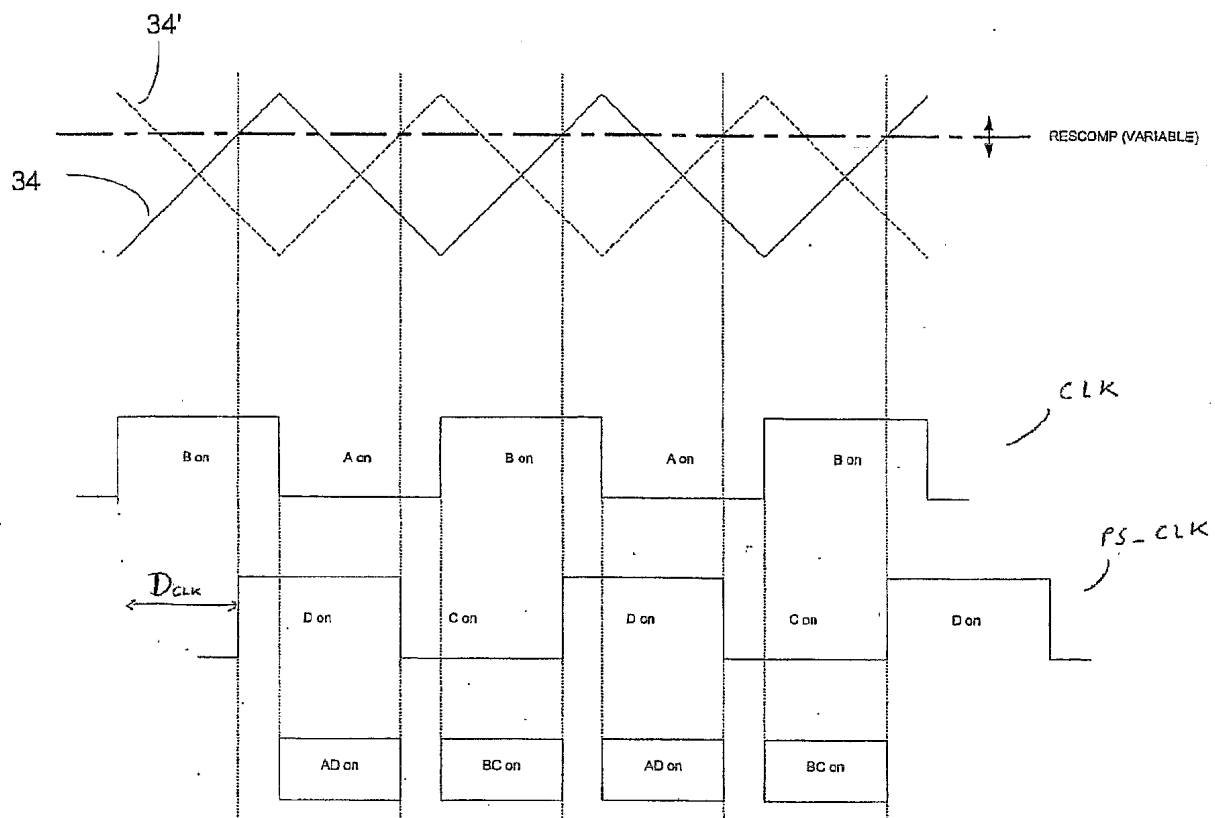 34'
RESCOMP (VARIABLE)
34
CLK
B on
A on
B on
A on
B on
PS_CLK
DCLK
D on
C on
D on
C on
D on
AD on
BC on
AD on
BC on